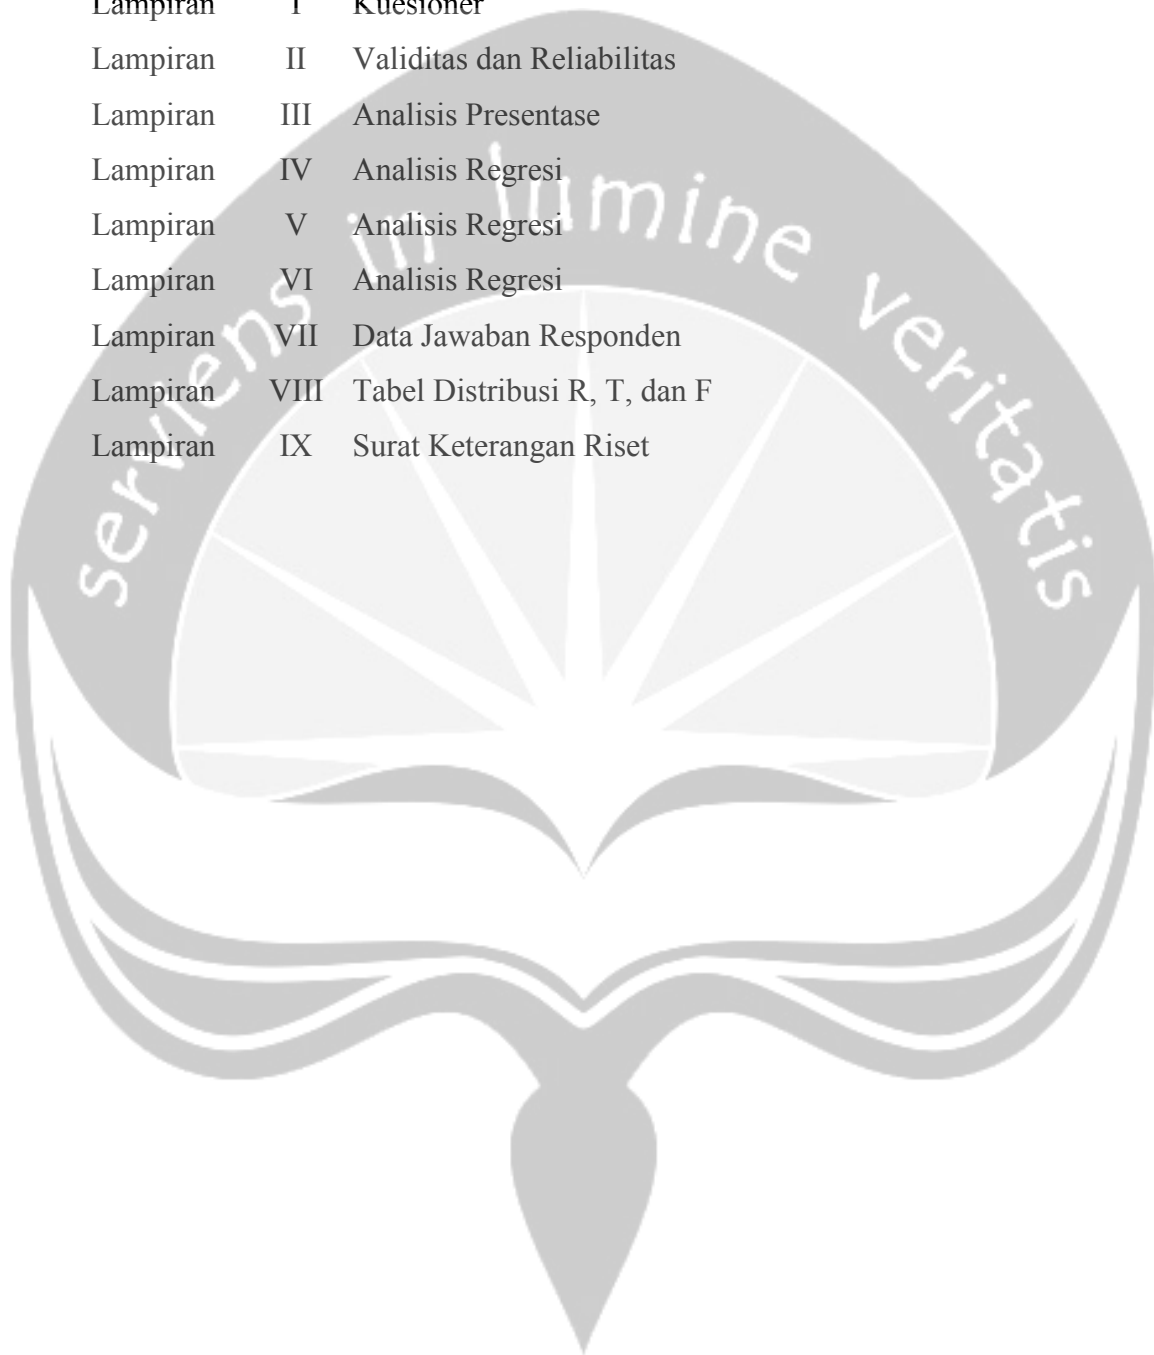 Lampiran I Kuesioner
Lampiran II Validitas dan Reliabilitas
Lampiran III Analisis Presentase
Lampiran IV Analisis Regresi
Lampiran V Analisis Regresi
Lampiran VI Analisis Regresi
Lampiran VII Data Jawaban Responden
Lampiran VIII Tabel Distribusi R, T, dan F
Lampiran IX Surat Keterangan Riset
serviens in lumine veritatis